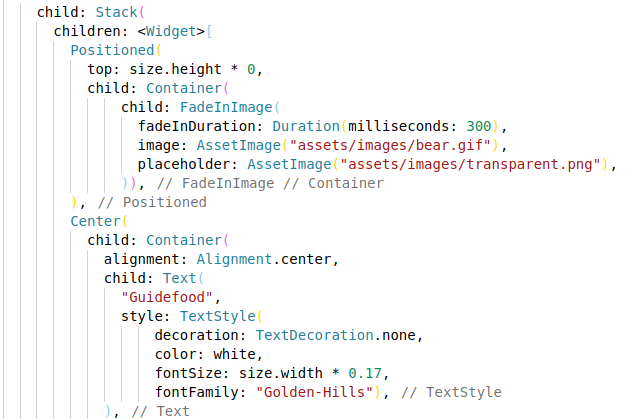 child: Stack(
children: <Widget>[
Positioned(
top: size.height * 0,
child: Container(
child: FadeInImage(
fadeInDuration: Duration(milliseconds: 300),
image: AssetImage("assets/images/bear.gif"),
placeholder: AssetImage("assets/images/transparent.png"),
)), // FadeInImage // Container
), // Positioned
Center(
child: Container(
alignment: Alignment.center,
child: Text(
"Guidefood",
style: TextStyle(
decoration: TextDecoration.none,
color: white,
fontSize: size.width * 0.17,
fontFamily: "Golden-Hills"), // TextStyle
), // Text